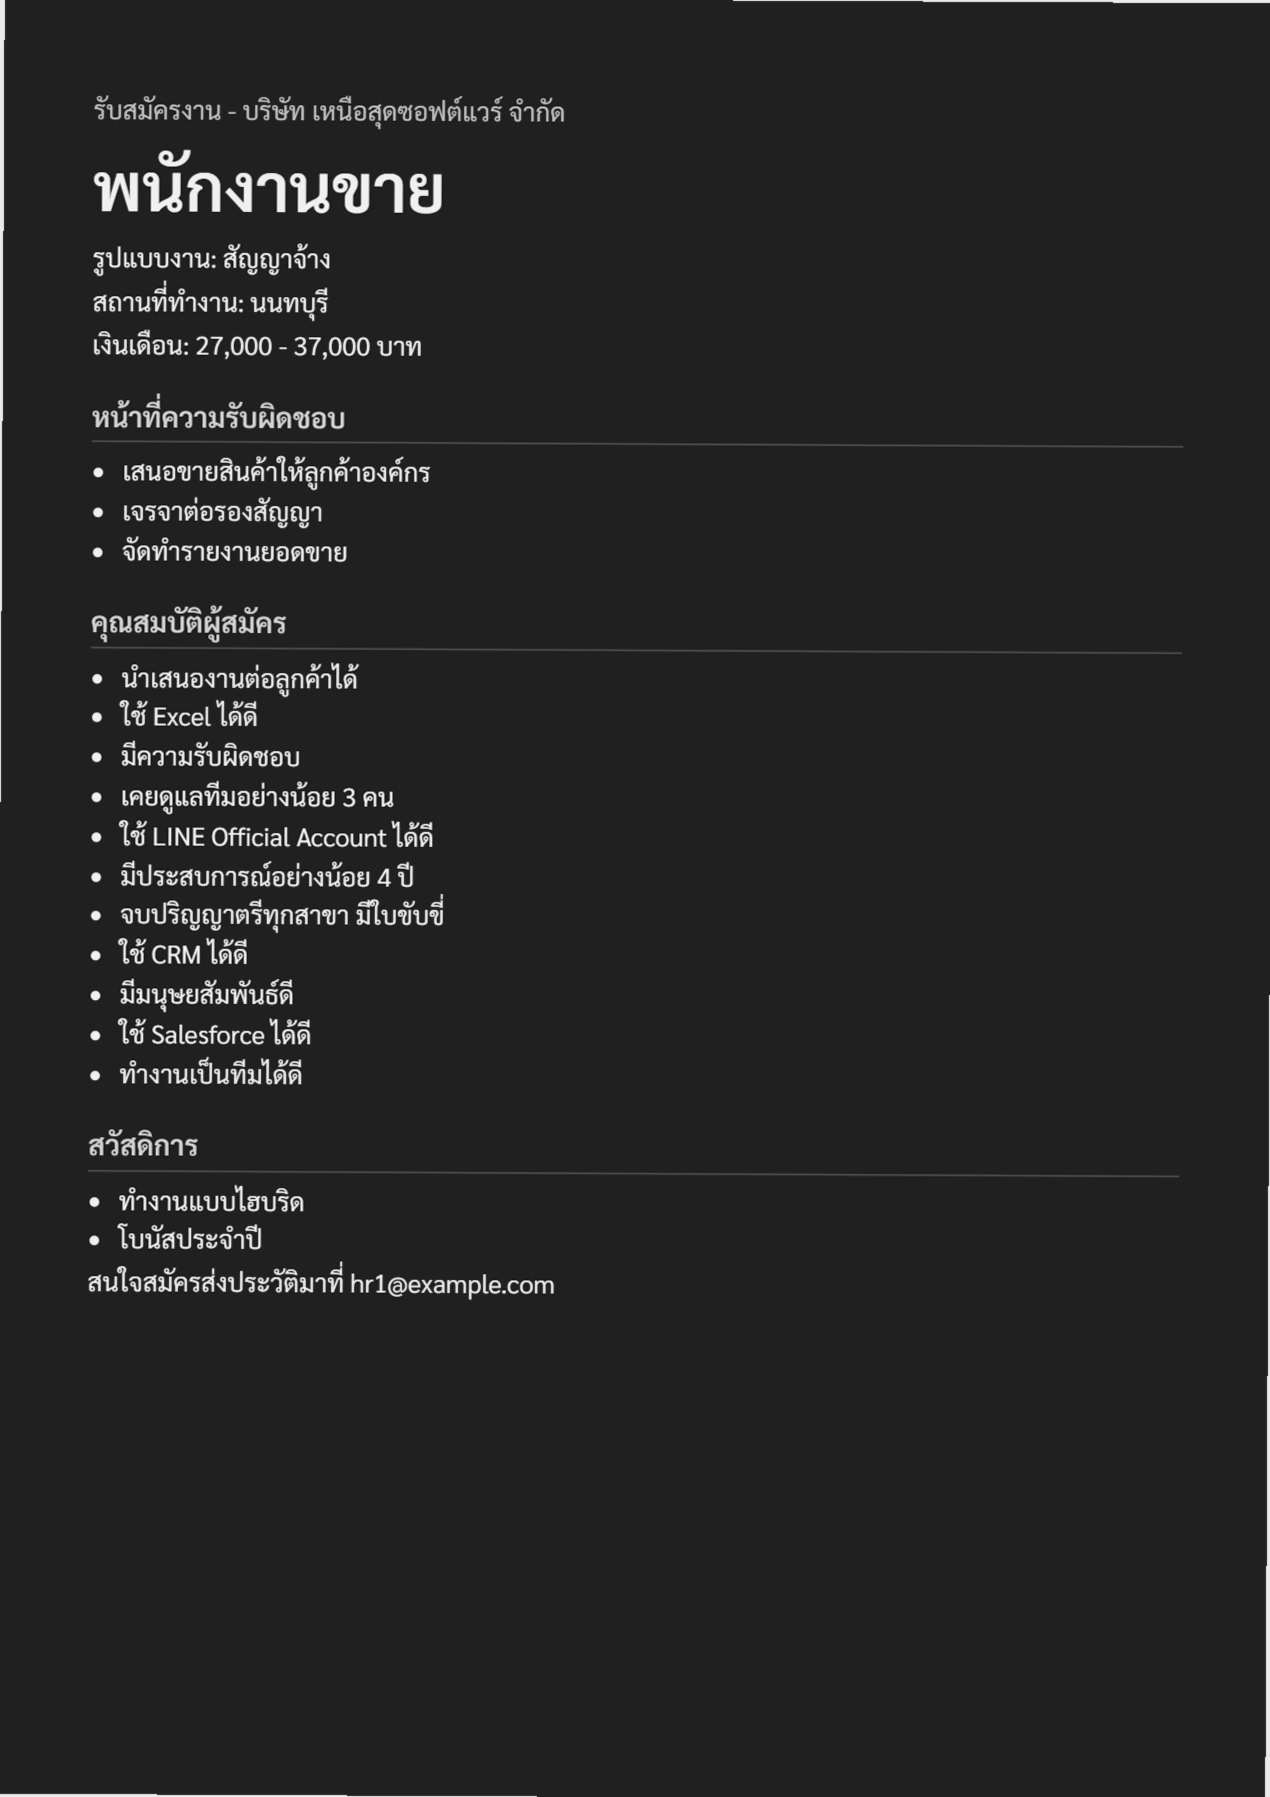 รับสมัครงาน - บริษัท เหนือสุดซอฟต์แวร์ จำกัด
พนักงานขาย
รูปแบบงาน: สัญญาจ้าง
สถานที่ทำงาน: นนทบุรี
เงินเดือน: 27,000 - 37,000 บาท
หน้าที่ความรับผิดชอบ
• เสนอขายสินค้าให้ลูกค้าองค์กร
• เจรจาต่อรองสัญญา
• จัดทำรายงานยอดขาย
คุณสมบัติผู้สมัคร
• นำเสนองานต่อลูกค้าได้
• ใช้ Excel ได้ดี
• มีความรับผิดชอบ
• เคยดูแลทีมอย่างน้อย 3 คน
• ใช้ LINE Official Account ได้ดี
• มีประสบการณ์อย่างน้อย 4 ปี
• จบปริญญาตรีทุกสาขา มีใบขับขี่
• ใช้ CRM ได้ดี
• มีมนุษยสัมพันธ์ดี
• ใช้ Salesforce ได้ดี
• ทำงานเป็นทีมได้ดี
สวัสดิการ
• ทำงานแบบไฮบริด
• โบนัสประจำปี
สนใจสมัครส่งประวัติมาที่ hr1@example.com